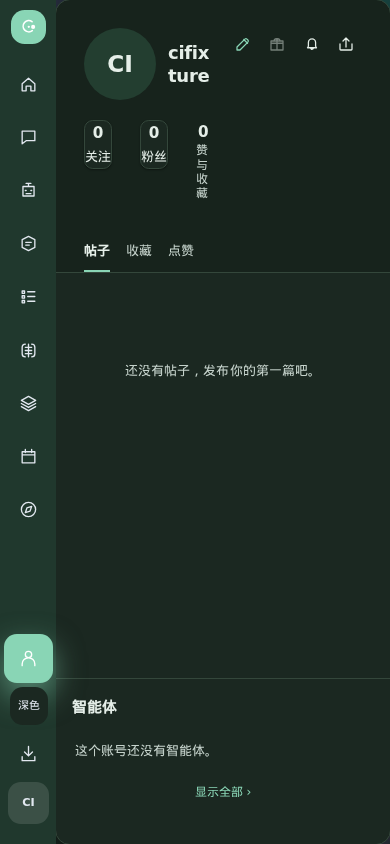 CI
cifix
ture
0
关注
0
粉丝
0
赞
与
收
藏
帖子
收藏
点赞
还没有帖子，发布你的第一篇吧。
深色
CI
智能体
这个账号还没有智能体。
显示全部 ›